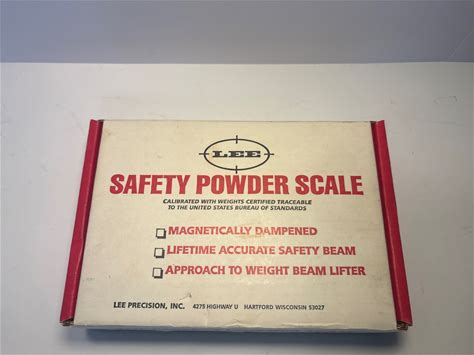 LEE
SAFETY POWDER SCALE
CALIBRATED WITH WEIGHTS CERTIFIED TRACEABLE
TO THE UNITED STATES BUREAU OF STANDARDS
MAGNETICALLY DAMPENED
LIFETIME ACCURATE SAFETY BEAM
APPROACH TO WEIGHT BEAM LIFTER
LEE PRECISION, INC. 4275 HIGHWAY U HARTFORD WISCONSIN 53027